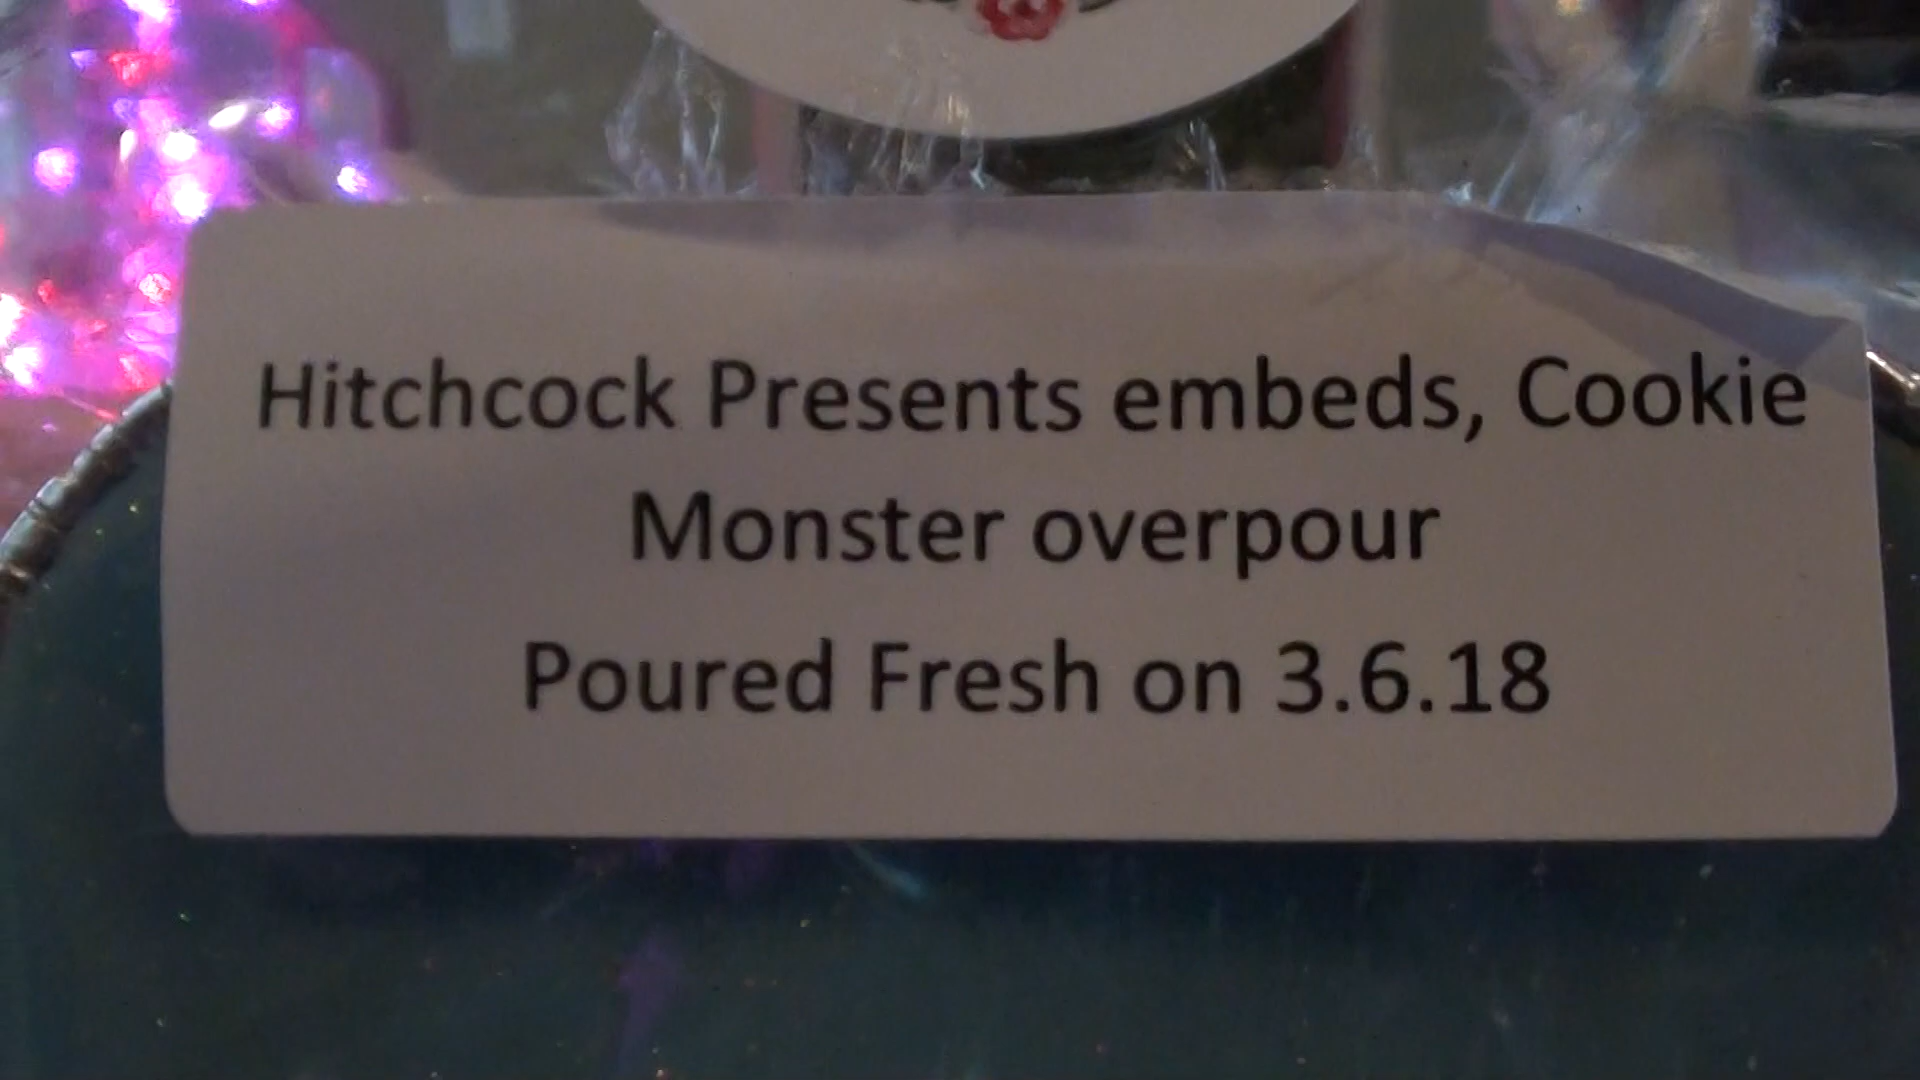 Hitchcock Presents embeds, Cookie
Monster overpour
Poured Fresh on 3.6.18